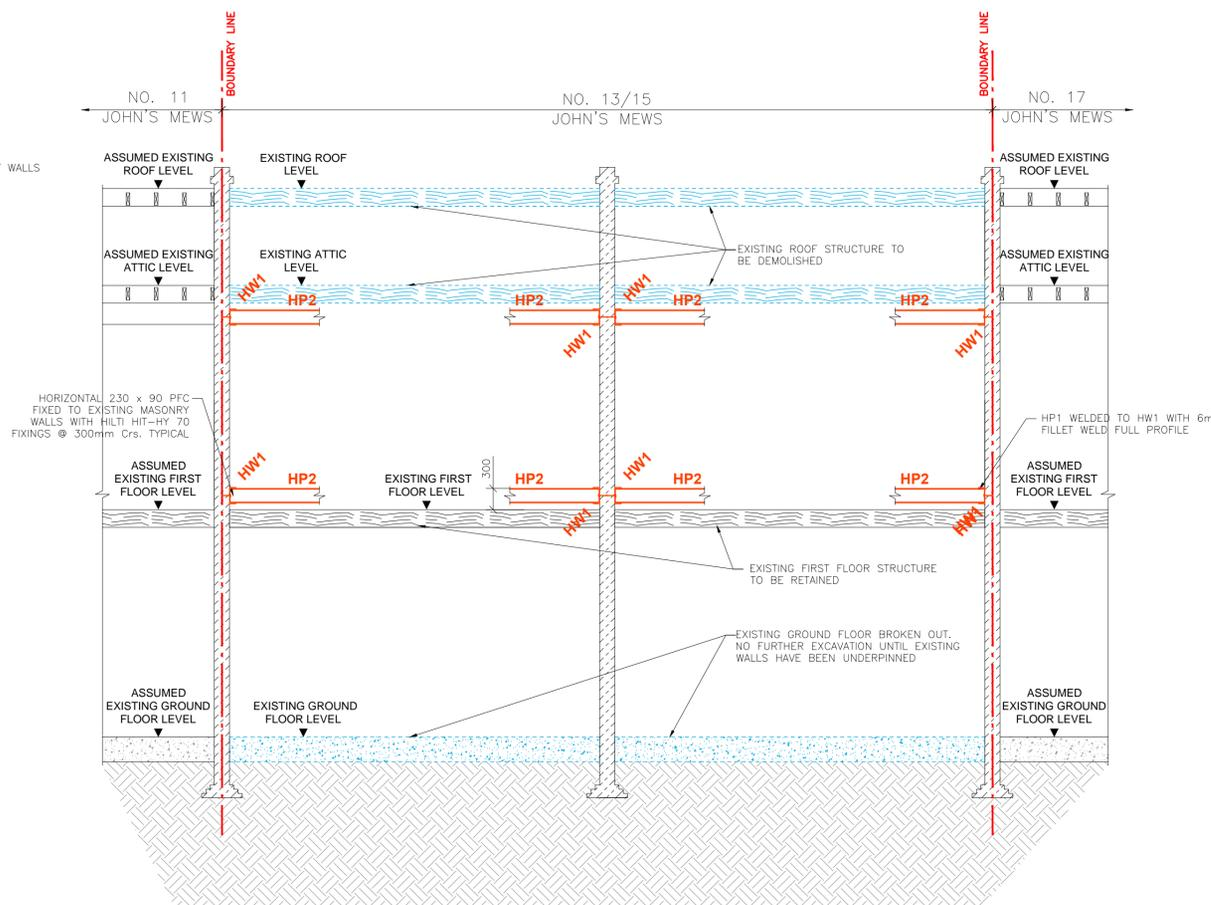 BOUNDARY LINE
BOUNDARY LINE
NO. 11
JOHN'S MEWS
NO. 13/15
JOHN'S MEWS
NO. 17
JOHN'S MEWS
WALLS
ASSUMED EXISTING
ROOF LEVEL
EXISTING ROOF
LEVEL
ASSUMED EXISTING
ROOF LEVEL
EXISTING ROOF STRUCTURE TO
BE DEMOLISHED
ASSUMED EXISTING
ATTIC LEVEL
EXISTING ATTIC
LEVEL
ASSUMED EXISTING
ATTIC LEVEL
HW1
HP2
HP2
HW1
HP2
HP2
HW1
HW1
HORIZONTAL 230 x 90 PFC
FIXED TO EXISTING MASONRY
WALLS WITH HILTI HIT-HY 70
FIXINGS @ 300mm Crs. TYPICAL
HP1 WELDED TO HW1 WITH 6m
FILLET WELD FULL PROFILE
ASSUMED
EXISTING FIRST
FLOOR LEVEL
HW1
HP2
EXISTING FIRST
FLOOR LEVEL
300
HP2
HW1
HP2
HP2
HW1
HW1
ASSUMED
EXISTING FIRST
FLOOR LEVEL
EXISTING FIRST FLOOR STRUCTURE
TO BE RETAINED
EXISTING GROUND FLOOR BROKEN OUT.
NO FURTHER EXCAVATION UNTIL EXISTING
WALLS HAVE BEEN UNDERPINNED
ASSUMED
EXISTING GROUND
FLOOR LEVEL
EXISTING GROUND
FLOOR LEVEL
ASSUMED
EXISTING GROUND
FLOOR LEVEL